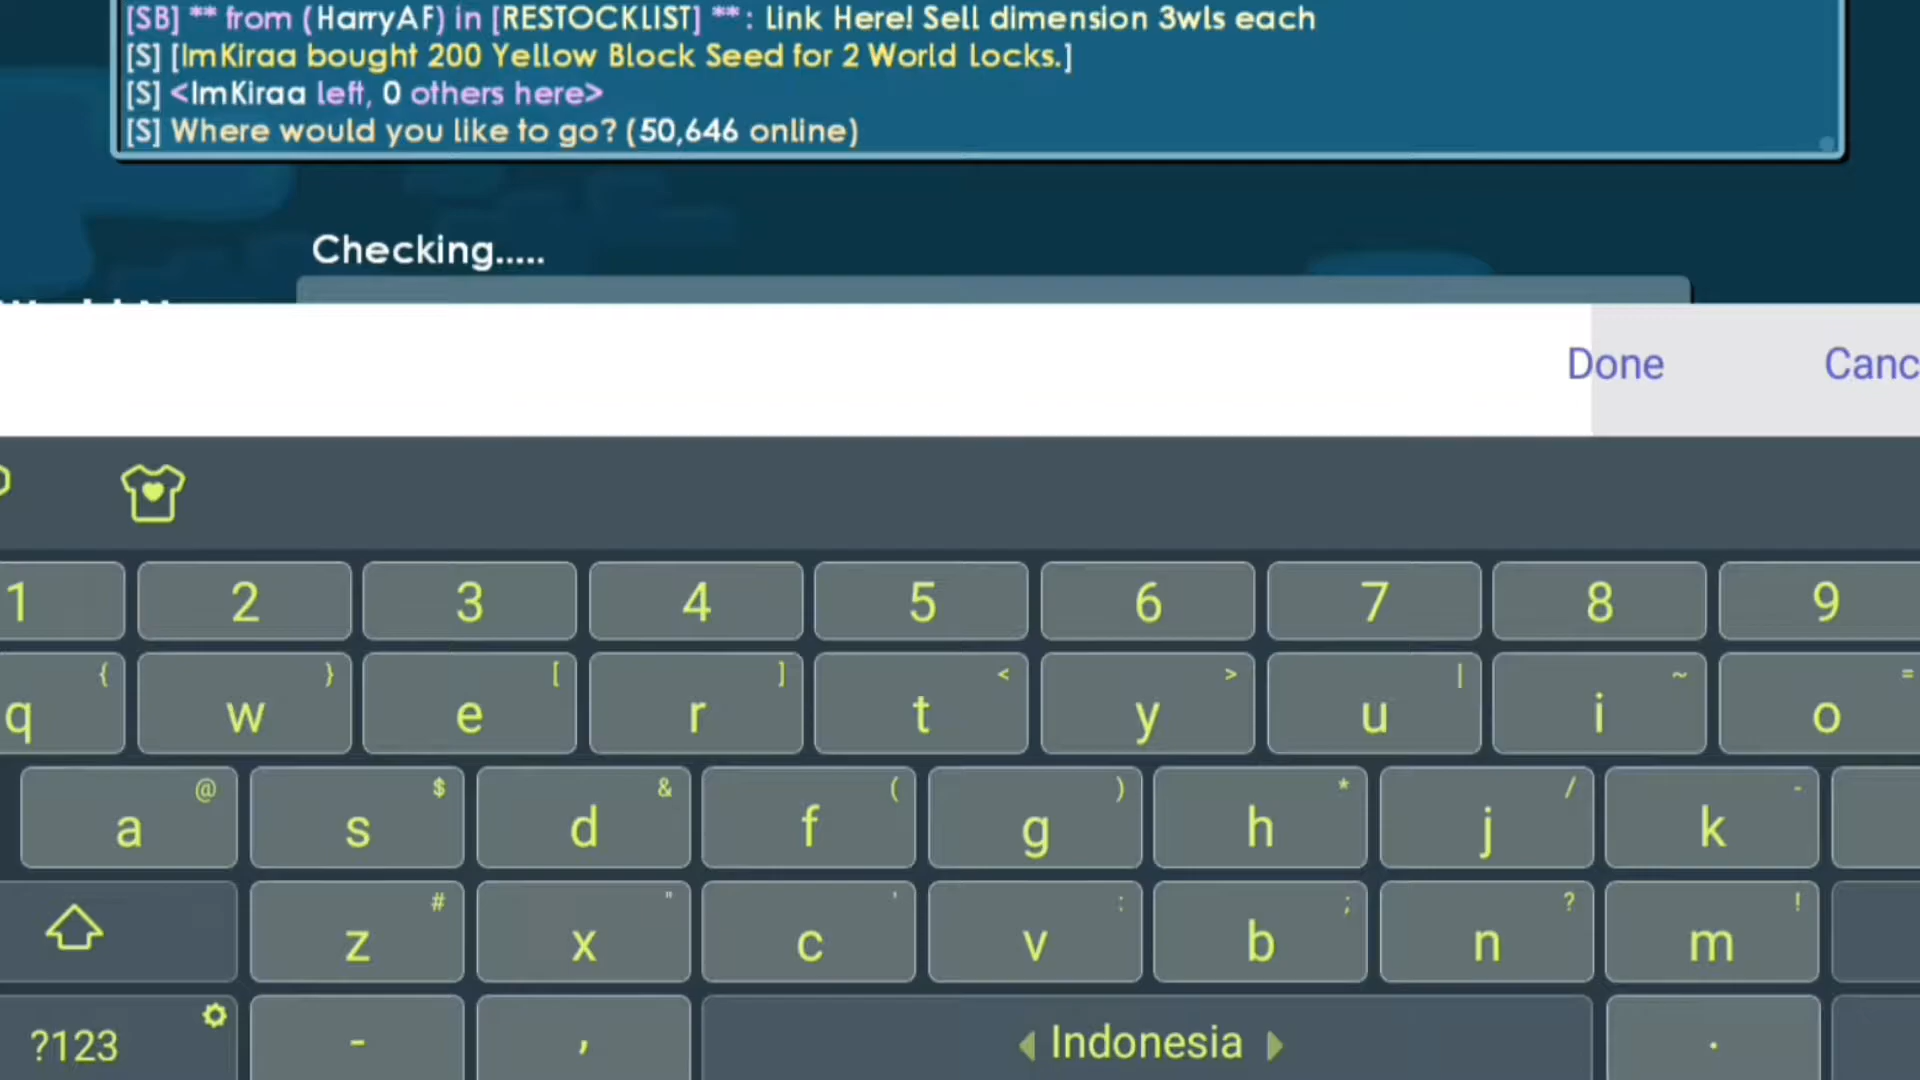 [SB] ** from (HarryAF) in [RESTOCKLIST] **: Link Here! Sell dimension 3wls each
[S] [ImKiraa bought 200 Yellow Block Seed for 2 World Locks.]
[S] <ImKiraa left, 0 others here>
[S] Where would you like to go? (50,646 online)
Checking.....
Done Canc
1 2 3 4 5 6 7 8 9
{ } [ ] < > | ~ =
q w e r t y u i o
@ $ & ( ) * / -
a s d f g h j k
# " ' : ; ? !
z x c v b n m
?123 - , Indonesia .